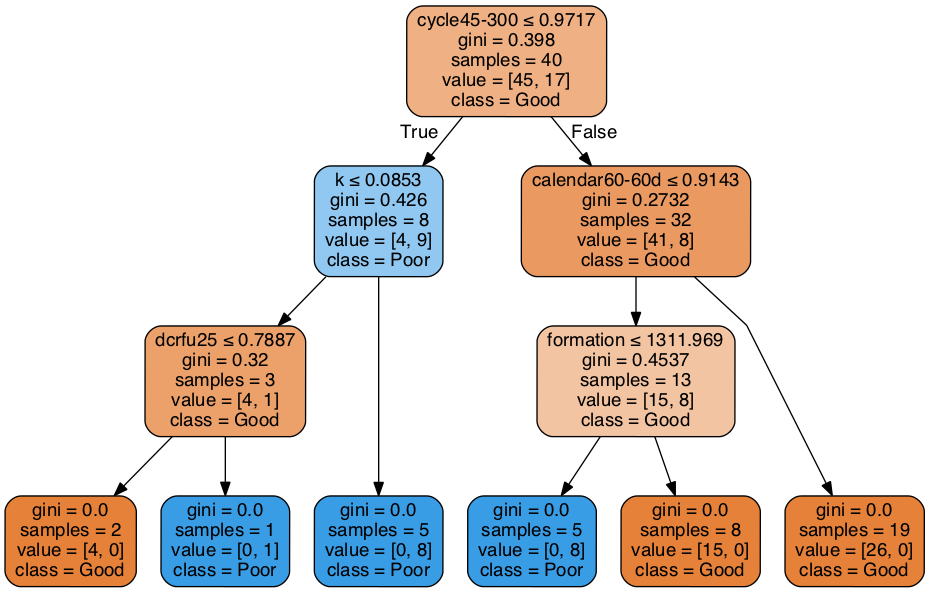 cycle45-300 ≤ 0.9717
gini = 0.398
samples = 40
value = [45, 17]
class = Good
True
False
k ≤ 0.0853
gini = 0.426
samples = 8
value = [4, 9]
class = Poor
calendar60-60d ≤ 0.9143
gini = 0.2732
samples = 32
value = [41, 8]
class = Good
dcrfu25 ≤ 0.7887
gini = 0.32
samples = 3
value = [4, 1]
class = Good
formation ≤ 1311.969
gini = 0.4537
samples = 13
value = [15, 8]
class = Good
gini = 0.0
samples = 2
value = [4, 0]
class = Good
gini = 0.0
samples = 1
value = [0, 1]
class = Poor
gini = 0.0
samples = 5
value = [0, 8]
class = Poor
gini = 0.0
samples = 5
value = [0, 8]
class = Poor
gini = 0.0
samples = 8
value = [15, 0]
class = Good
gini = 0.0
samples = 19
value = [26, 0]
class = Good